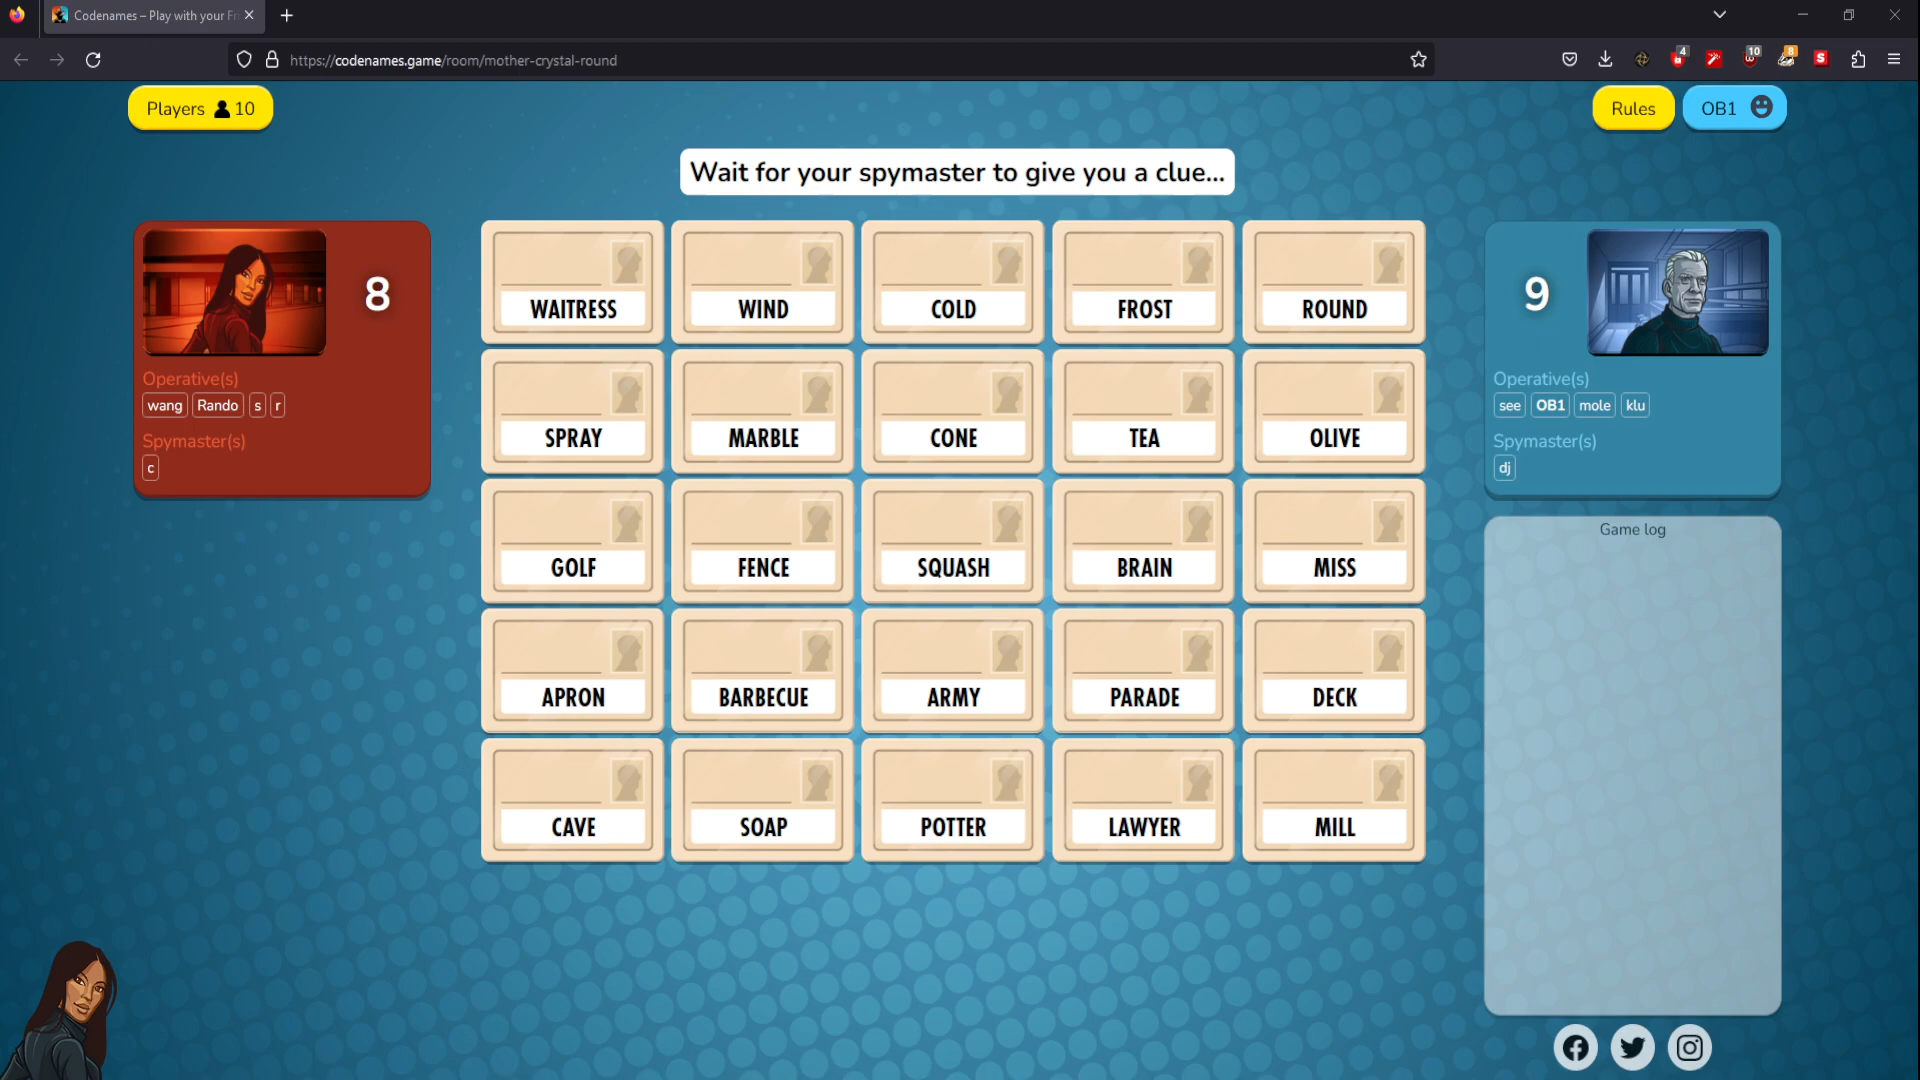 Codenames – Play with your Fr
https://codenames.game/room/mother-crystal-round
4
10
8
S
Players 10
Rules
OB1
Wait for your spymaster to give you a clue...
8
Operative(s)
wang Rando s r
Spymaster(s)
c
WAITRESS WIND COLD FROST ROUND
SPRAY MARBLE CONE TEA OLIVE
GOLF FENCE SQUASH BRAIN MISS
APRON BARBECUE ARMY PARADE DECK
CAVE SOAP POTTER LAWYER MILL
9
Operative(s)
see OB1 mole klu
Spymaster(s)
dj
Game log